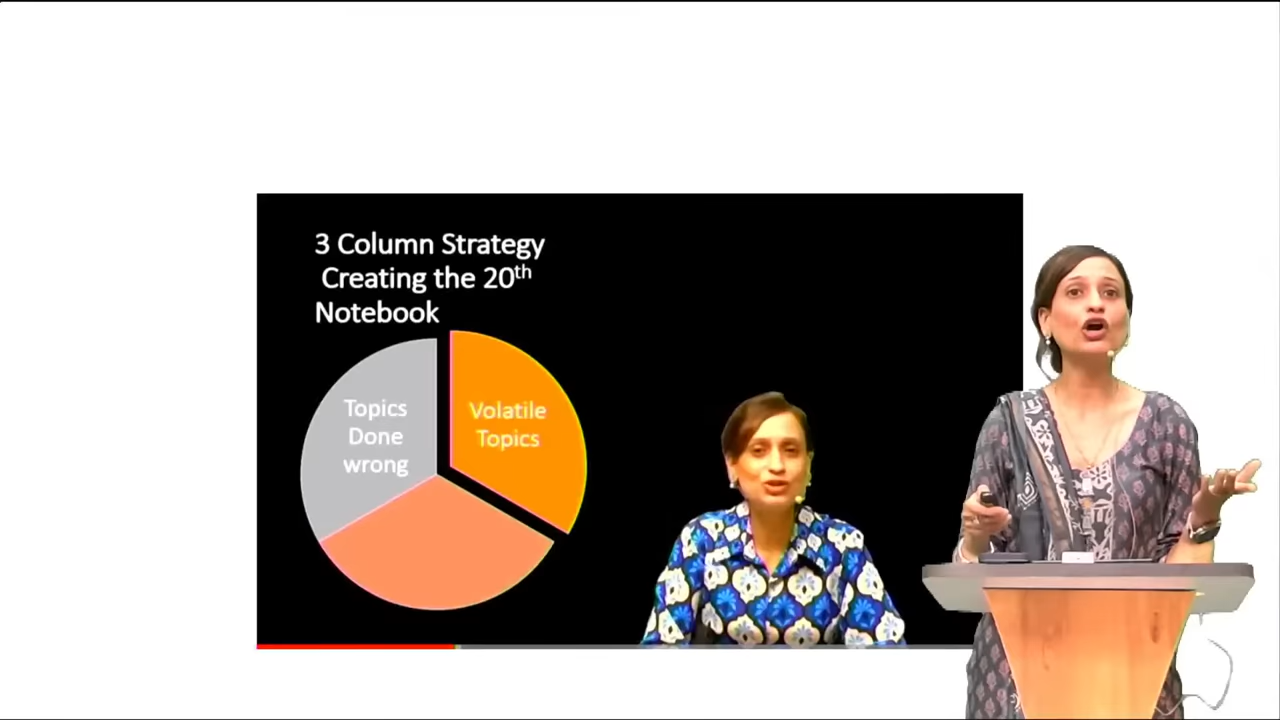 3 Column Strategy
Creating the 20th
Notebook
Topics
Done
wrong
Volatile
Topics